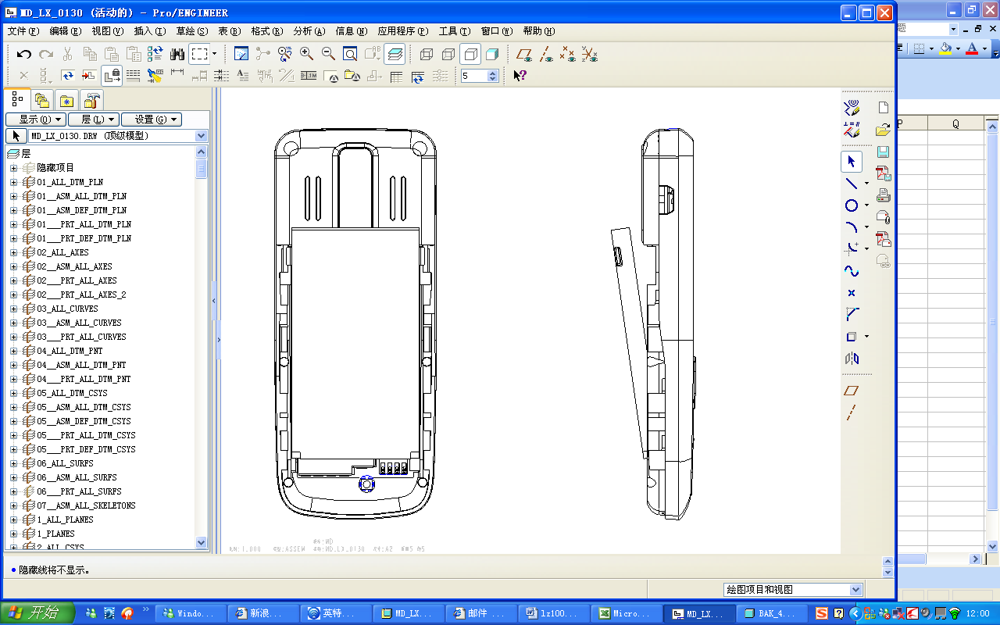 MD_LX_0130 (活动的) - Pro/ENGINEER
文件(F) 编辑(E) 视图(V) 插入(I) 草绘(S) 表(B) 格式(R) 分析(A) 信息(N) 应用程序(P) 工具(T) 窗口(W) 帮助(H)
题
5
显示(O) 层(L) 设置(G)
MD_LX_0130.DRW (顶级模型)
P Q
层
隐藏项目
01_ALL_DTM_PLN
01__ASM_ALL_DTM_PLN
01__ASM_DEF_DTM_PLN
01___PRT_ALL_DTM_PLN
01___PRT_DEF_DTM_PLN
02_ALL_AXES
02__ASM_ALL_AXES
02___PRT_ALL_AXES
02___PRT_ALL_AXES_2
03_ALL_CURVES
03__ASM_ALL_CURVES
03___PRT_ALL_CURVES
04_ALL_DTM_PNT
04__ASM_ALL_DTM_PNT
04___PRT_ALL_DTM_PNT
05_ALL_DTM_CSYS
05__ASM_ALL_DTM_CSYS
05__ASM_DEF_DTM_CSYS
05___PRT_ALL_DTM_CSYS
05___PRT_DEF_DTM_CSYS
06_ALL_SURFS
06__ASM_ALL_SURFS
06___PRT_ALL_SURFS
07__ASM_ALL_SKELETONS
1_ALL_PLANES
1_PLANES
2_ALL_CSYS
隐藏线将不显示。
绘图项目和视图
开始 Windo... 新浪... 英特... MD_LX... 邮件 ... lz100... Micro... MD_LX... BAK_4... 12:00